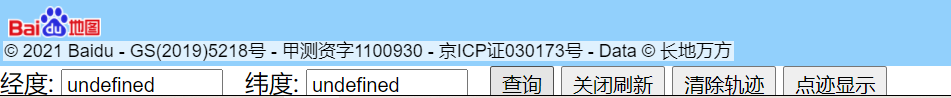 Baidu地图
© 2021 Baidu - GS(2019)5218号 - 甲测资字1100930 - 京ICP证030173号 - Data © 长地万方
经度: undefined 纬度: undefined 查询 关闭刷新 清除轨迹 点迹显示